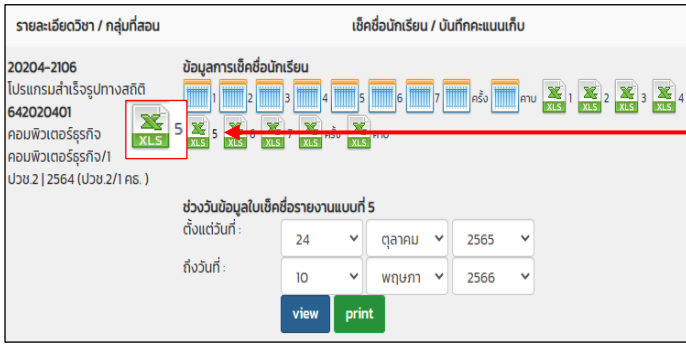 รายละเอียดวิชา / กลุ่มที่สอน เช็คชื่อนักเรียน / บันทึกคะแนนเก็บ
20204-2106
โปรแกรมสำเร็จรูปทางสถิติ
642020401
คอมพิวเตอร์ธุรกิจ
คอมพิวเตอร์ธุรกิจ/1
ปวช.2 | 2564 (ปวช.2/1 คธ. )
XLS 5
ข้อมูลการเช็คชื่อนักเรียน
1 2 3 4 5 6 7 ครั้ง คาบ XLS 1 XLS 2 XLS 3 XLS 4
XLS 5 XLS 6 XLS 7 XLS ครั้ง XLS คาบ
ช่วงวันข้อมูลใบเช็คชื่อรายงานแบบที่ 5
ตั้งแต่วันที่ : 24 ตุลาคม 2565
ถึงวันที่ : 10 พฤษภา 2566
view print